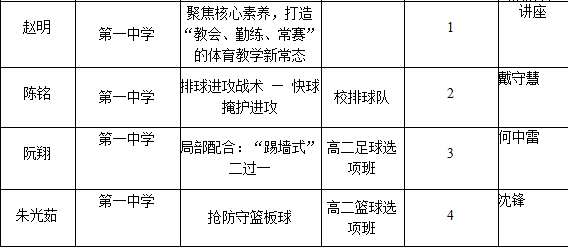 讲座
赵明
第一中学
聚焦核心素养，打造
“教会、勤练、常赛”
的体育教学新常态
1
陈铭
第一中学
排球进攻战术 — 快球
掩护进攻
校排球队
2
戴守慧
阮翔
第一中学
局部配合：“踢墙式”
二过一
高二足球选
项班
3
何中雷
朱光茹
第一中学
抢防守篮板球
高二篮球选
项班
4
沈锋